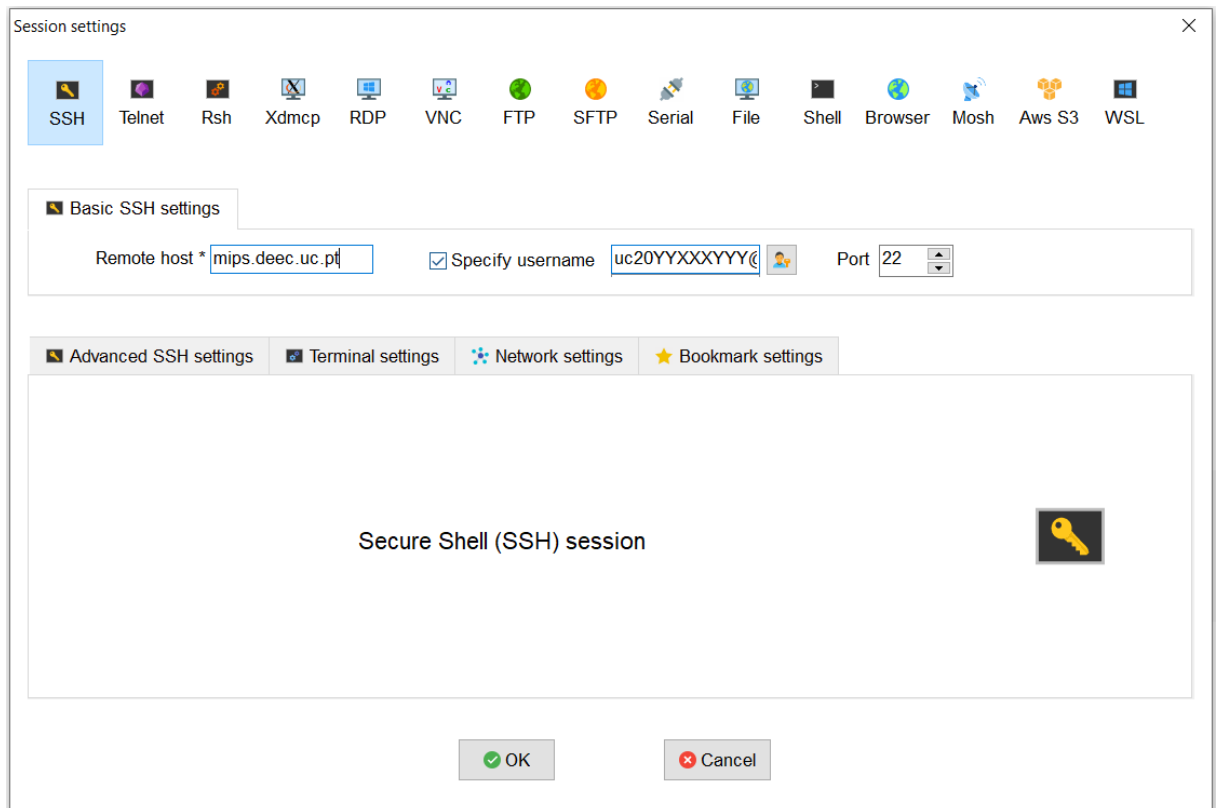 Session settings
SSH Telnet Rsh Xdmcp RDP VNC FTP SFTP Serial File Shell Browser Mosh Aws S3 WSL
Basic SSH settings
Remote host * mips.deec.uc.pt Specify username uc20YYXXXYYY@ Port 22
Advanced SSH settings Terminal settings Network settings Bookmark settings
Secure Shell (SSH) session
OK Cancel